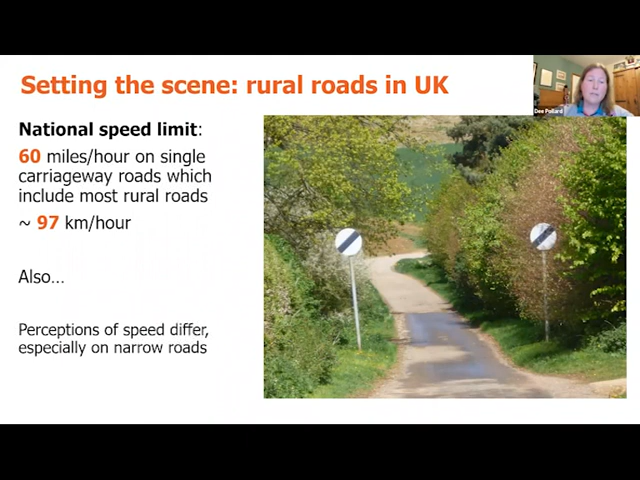 Setting the scene: rural roads in UK
Dee Pollard
National speed limit:
60 miles/hour on single
carriageway roads which
include most rural roads
~ 97 km/hour
Also...
Perceptions of speed differ,
especially on narrow roads